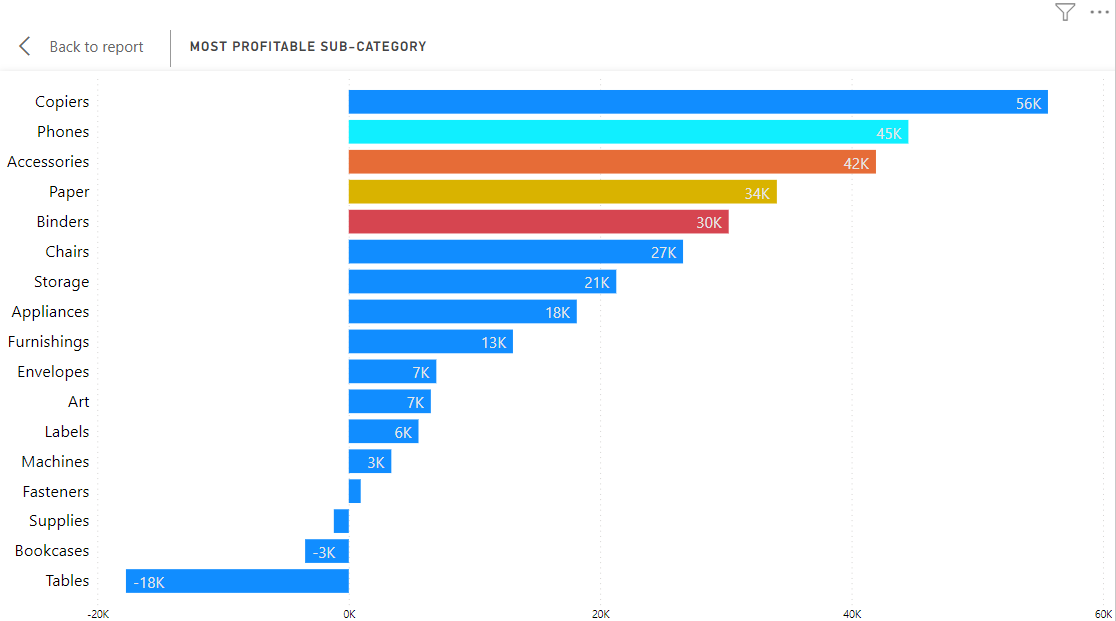 Back to report
MOST PROFITABLE SUB-CATEGORY
Copiers 56K
Phones 45K
Accessories 42K
Paper 34K
Binders 30K
Chairs 27K
Storage 21K
Appliances 18K
Furnishings 13K
Envelopes 7K
Art 7K
Labels 6K
Machines 3K
Fasteners
Supplies
Bookcases -3K
Tables -18K
-20K 0K 20K 40K 60K